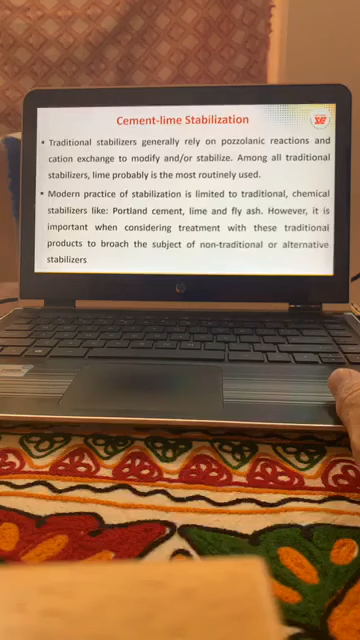 Cement-lime Stabilization
▪ Traditional stabilizers generally rely on pozzolanic reactions and
cation exchange to modify and/or stabilize. Among all traditional
stabilizers, lime probably is the most routinely used.
▪ Modern practice of stabilization is limited to traditional, chemical
stabilizers like: Portland cement, lime and fly ash. However, it is
important when considering treatment with these traditional
products to broach the subject of non-traditional or alternative
stabilizers
hp